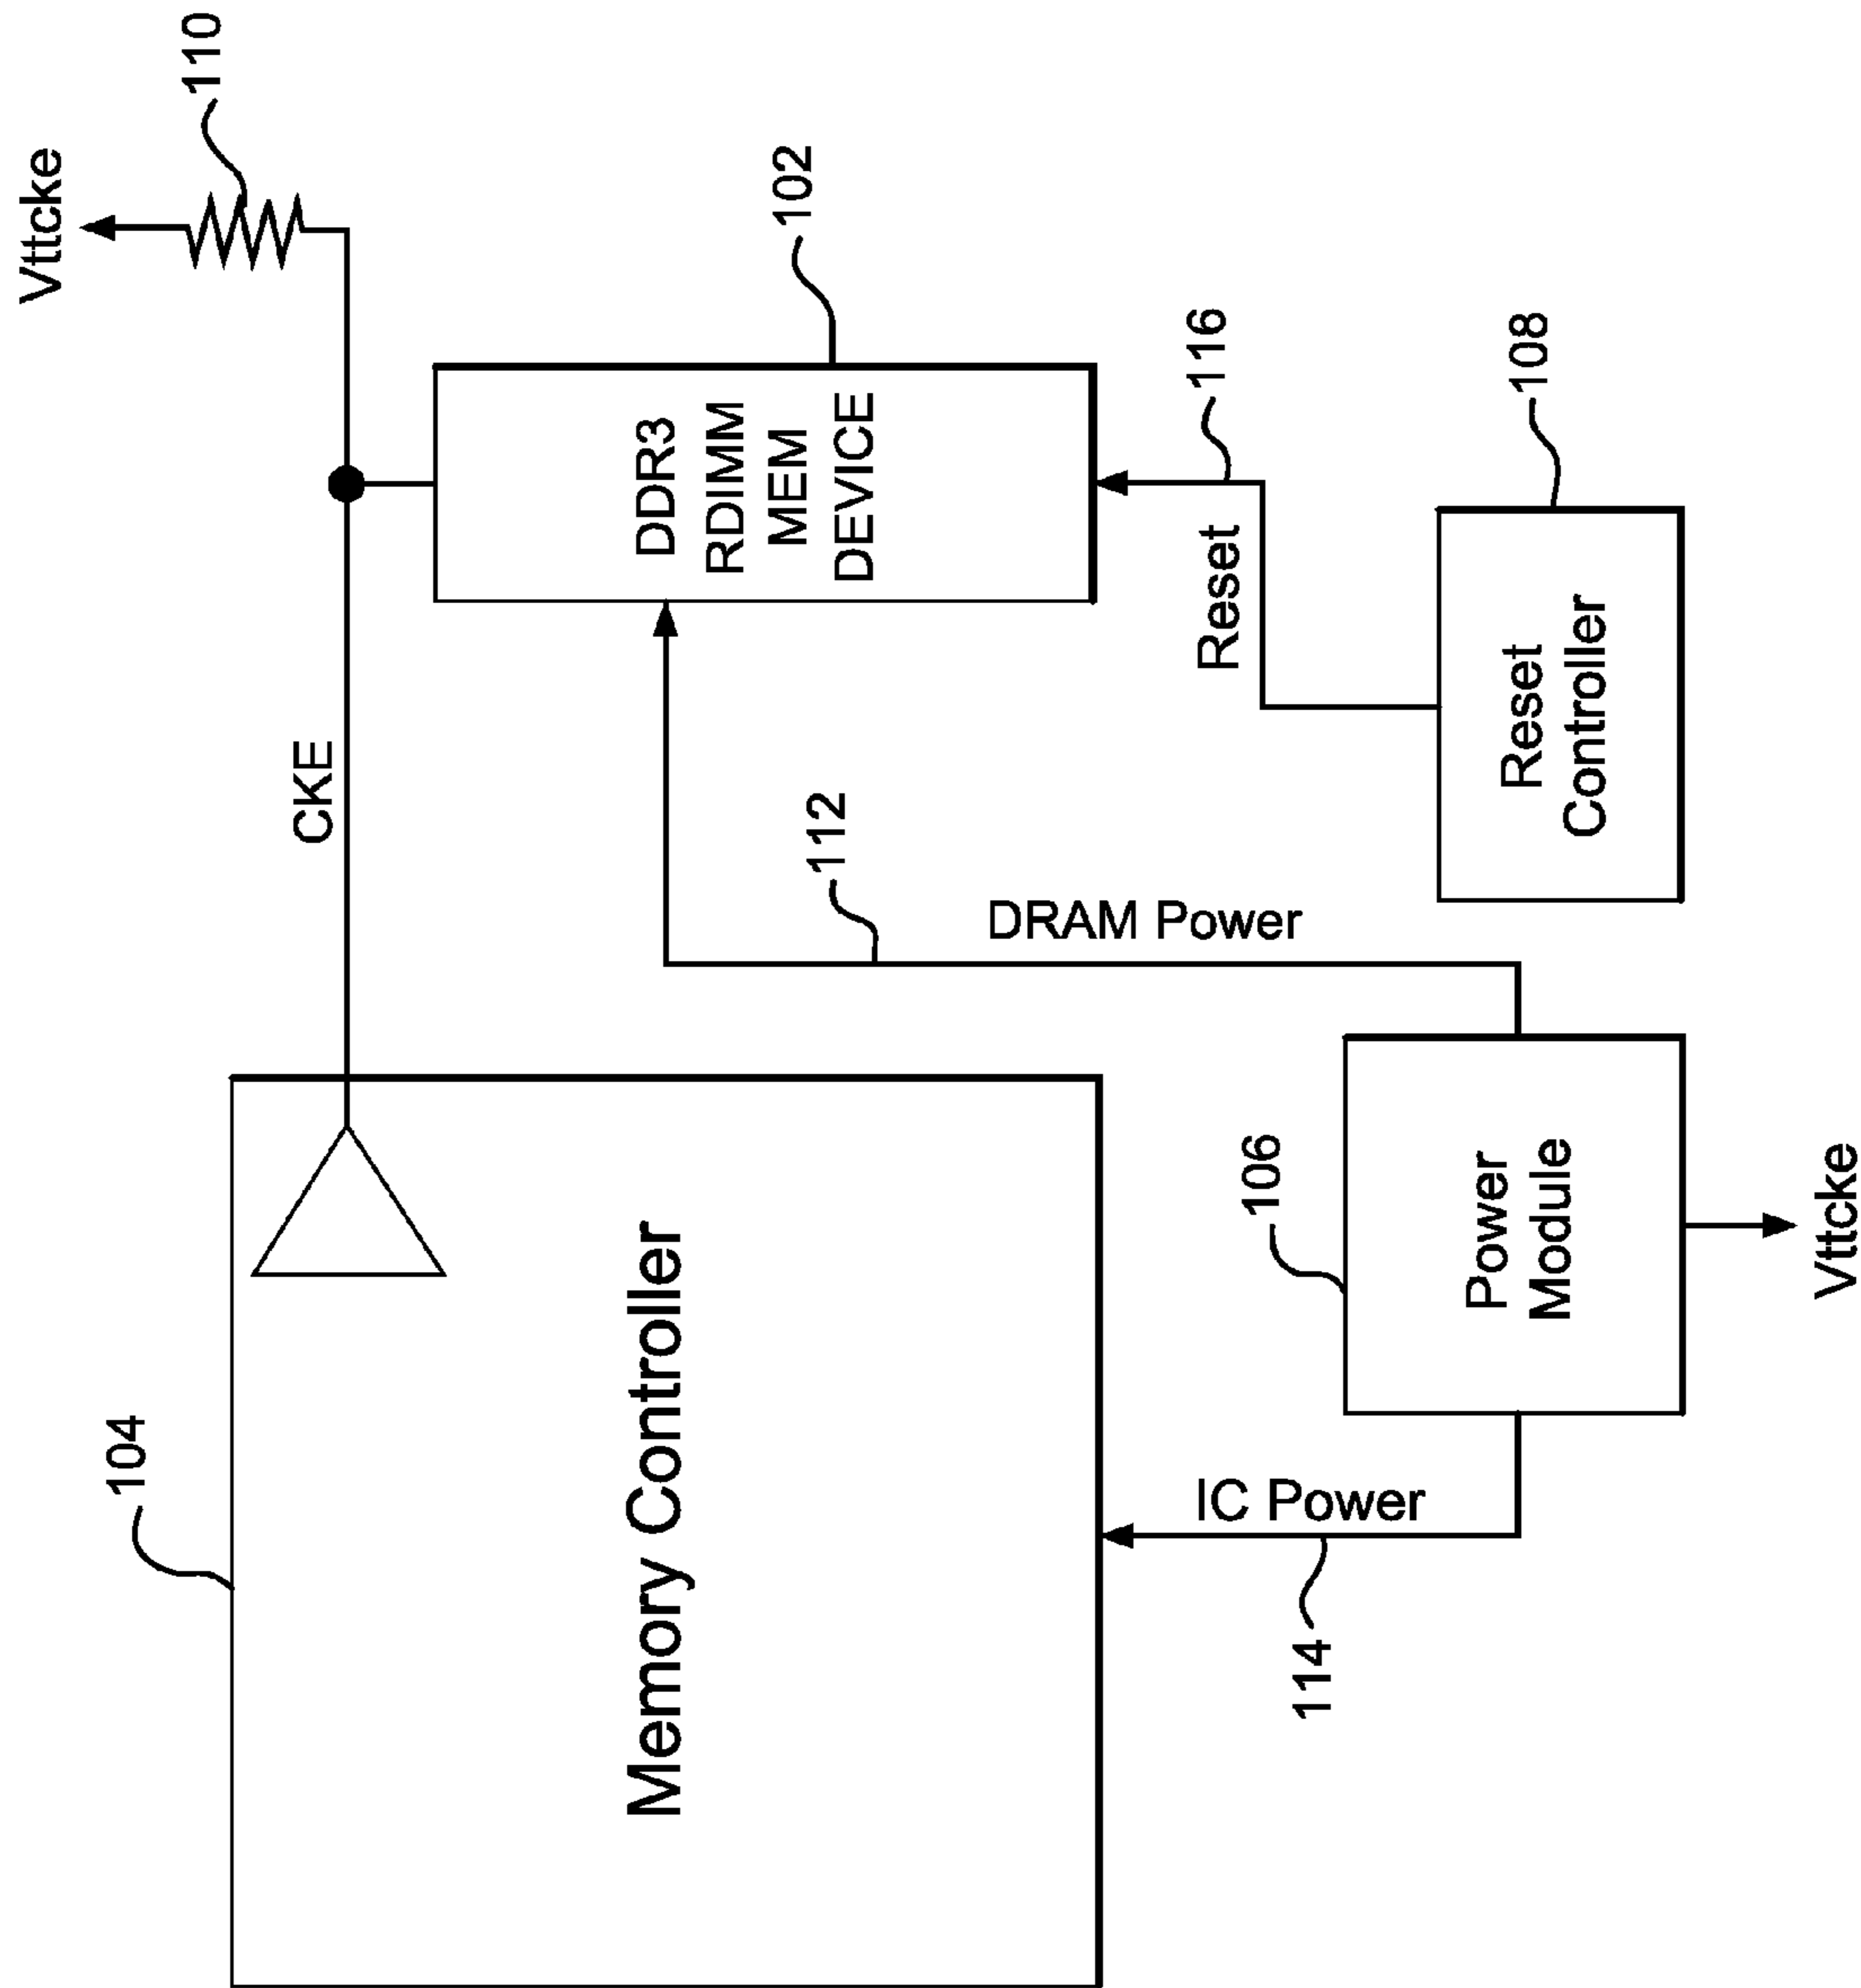 Vttcke
104
110
CKE
Memory Controller
DDR3
RDIMM
MEM
DEVICE
102
112
DRAM Power
116
Reset
106
IC Power
114
Power
Module
Reset
Controller
108
Vttcke